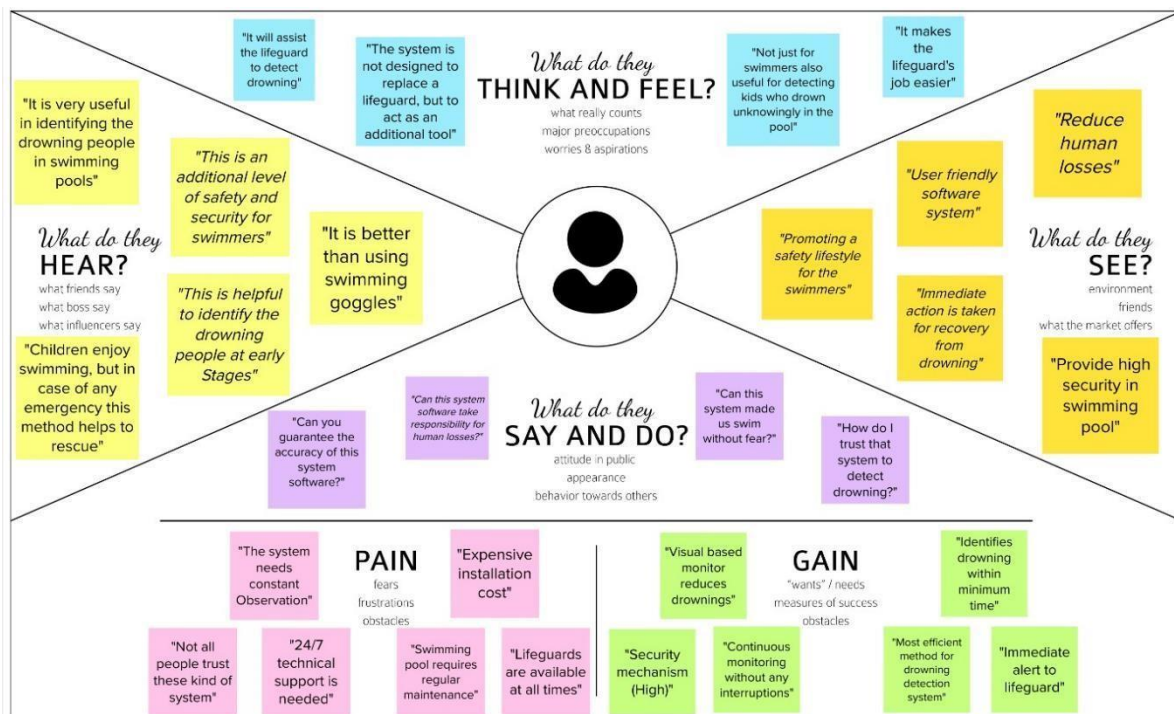 "It will assist
the lifeguard
to detect
drowning"
"The system is
not designed to
replace a
lifeguard, but to
act as an
additional tool"
What do they
THINK AND FEEL?
what really counts
major preoccupations
worries & aspirations
"Not just for
swimmers also
useful for detecting
kids who drown
unknowingly in the
pool"
"It makes
the
lifeguard's
job easier"
"It is very useful
in identifying the
drowning people
in swimming
pools"
"This is an
additional level
of safety and
security for
swimmers"
"It is better
than using
swimming
goggles"
What do they
HEAR?
what friends say
what boss say
what influencers say
"This is helpful
to identify the
drowning
people at early
Stages"
"Children enjoy
swimming, but in
case of any
emergency this
method helps to
rescue"
"Reduce
human
losses"
"User friendly
software
system"
"Promoting a
safety lifestyle
for the
swimmers"
What do they
SEE?
environment
friends
what the market offers
"Immediate
action is taken
for recovery
from
drowning"
"Provide high
security in
swimming
pool"
"Can you
guarantee the
accuracy of this
system
software?"
"Can this system
software take
responsibility for
human losses?"
What do they
SAY AND DO?
attitude in public
appearance
behavior towards others
"Can this
system made
us swim
without fear?"
"How do I
trust that
system to
detect
drowning?"
"The system
needs
constant
Observation"
PAIN
fears
frustrations
obstacles
"Expensive
installation
cost"
"Not all
people trust
these kind of
system"
"24/7
technical
support is
needed"
"Swimming
pool requires
regular
maintenance"
"Lifeguards
are available
at all times"
"Visual based
monitor
reduces
drownings"
GAIN
"wants" / needs
measures of success
obstacles
"Identifies
drowning
within
minimum
time"
"Security
mechanism
(High)"
"Continuous
monitoring
without any
interruptions"
"Most efficient
method for
drowning
detection
system"
"Immediate
alert to
lifeguard"